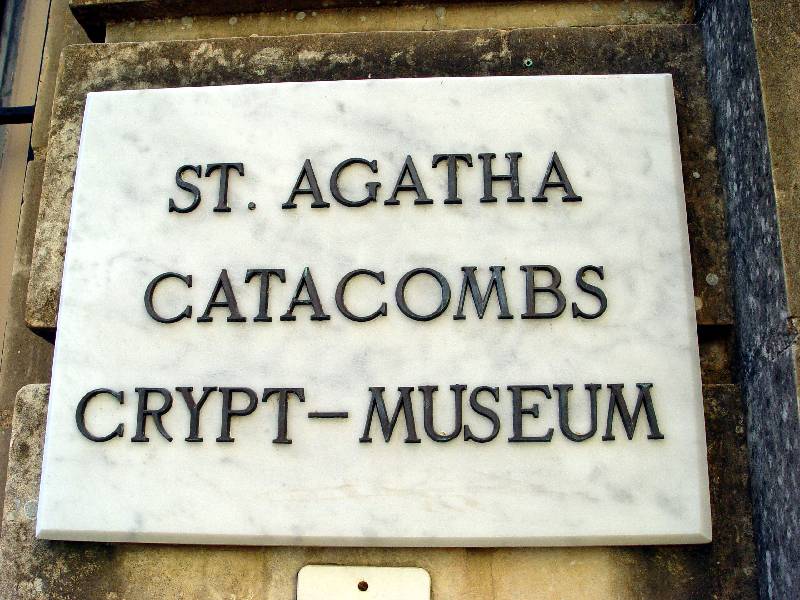 ST. AGATHA
CATACOMBS
CRYPT-MUSEUM